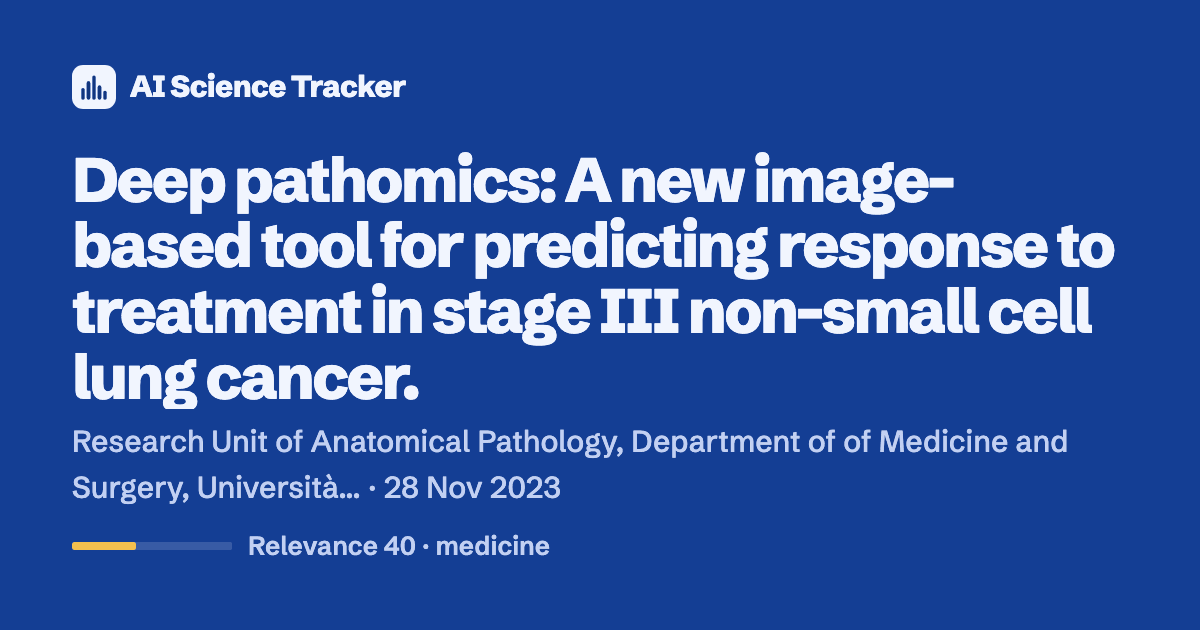 AI Science Tracker
Deep pathomics: A new image-
based tool for predicting response to
treatment in stage III non-small cell
lung cancer.
Research Unit of Anatomical Pathology, Department of of Medicine and
Surgery, Università... · 28 Nov 2023
Relevance 40 · medicine